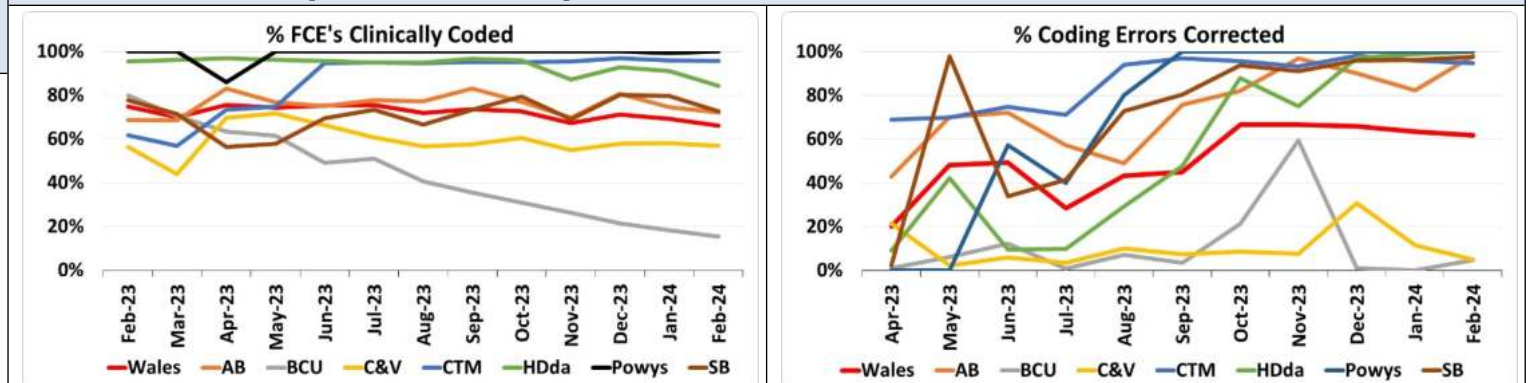 % FCE's Clinically Coded
100%
80%
60%
40%
20%
0%
Feb-23
Mar-23
Apr-23
May-23
Jun-23
Jul-23
Aug-23
Sep-23
Oct-23
Nov-23
Dec-23
Jan-24
Feb-24
Wales AB BCU C&V CTM HDda Powys SB
% Coding Errors Corrected
100%
80%
60%
40%
20%
0%
Apr-23
May-23
Jun-23
Jul-23
Aug-23
Sep-23
Oct-23
Nov-23
Dec-23
Jan-24
Feb-24
Wales AB BCU C&V CTM HDda Powys SB